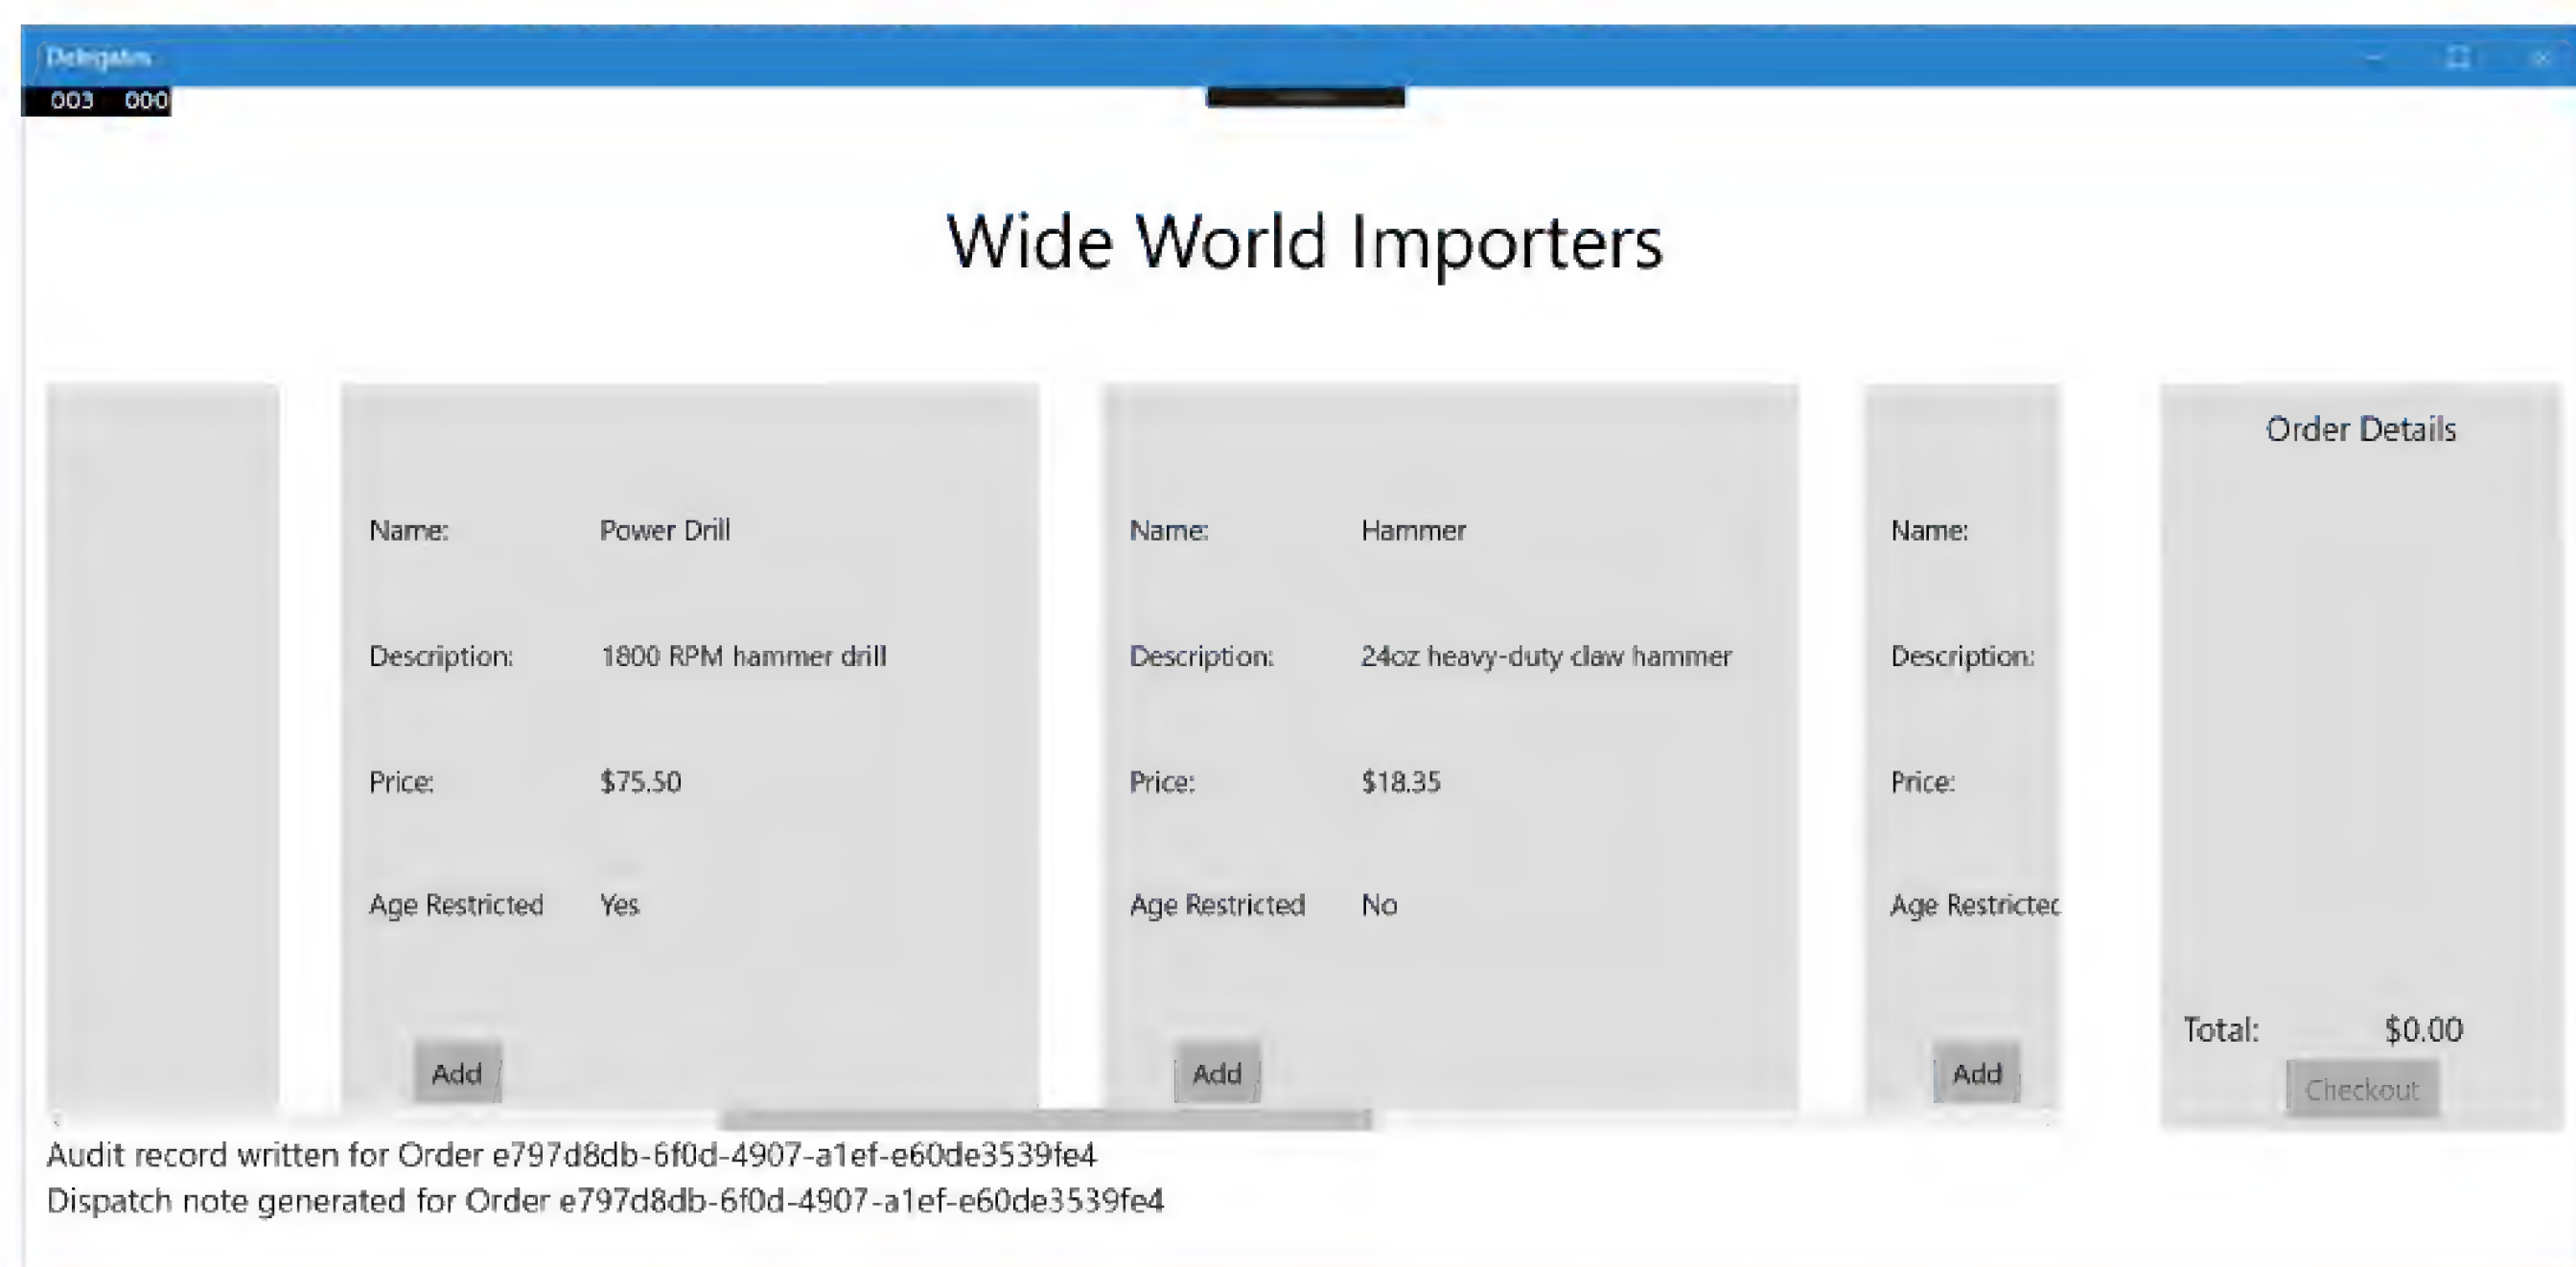 Delegates
003 000
Wide World Importers
Order Details
Name: Power Drill Name: Hammer Name:
Description: 1800 RPM hammer drill Description: 24oz heavy-duty claw hammer Description:
Price: $75.50 Price: $18.35 Price:
Age Restricted Yes Age Restricted No Age Restricted
Total: $0.00
Add Add Add Checkout
Audit record written for Order e797d8db-6f0d-4907-a1ef-e60de3539fe4
Dispatch note generated for Order e797d8db-6f0d-4907-a1ef-e60de3539fe4